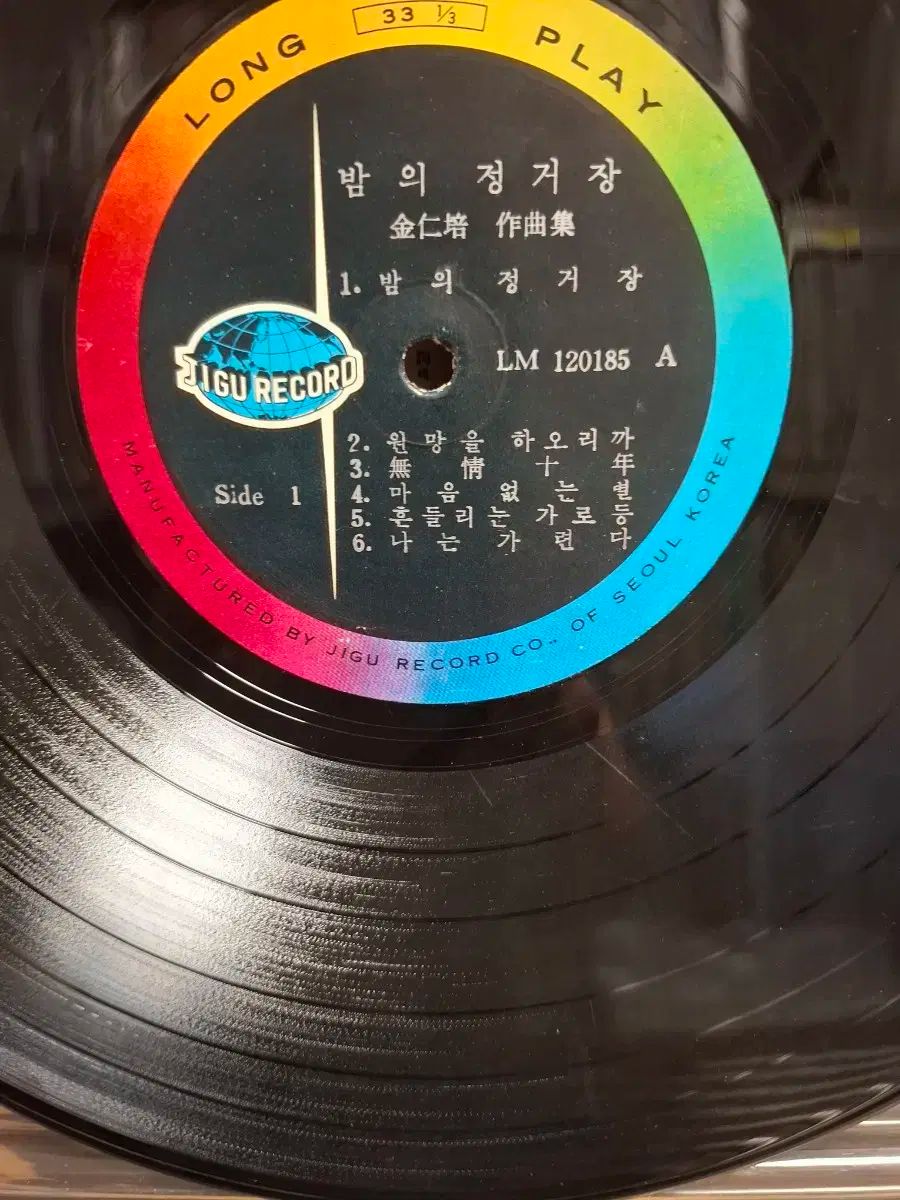 33 ⅓
LONG PLAY
밤의 정거장
金仁培 作曲集
1. 밤의 정거장
JIGU RECORD
LM 120185 A
Side 1
2. 원망을 하오리까
3. 無情十年
4. 마음없는별
5. 흔들리는 가로등
6. 나는가련다
MANUFACTURED BY JIGU RECORD CO., OF SEOUL KOREA